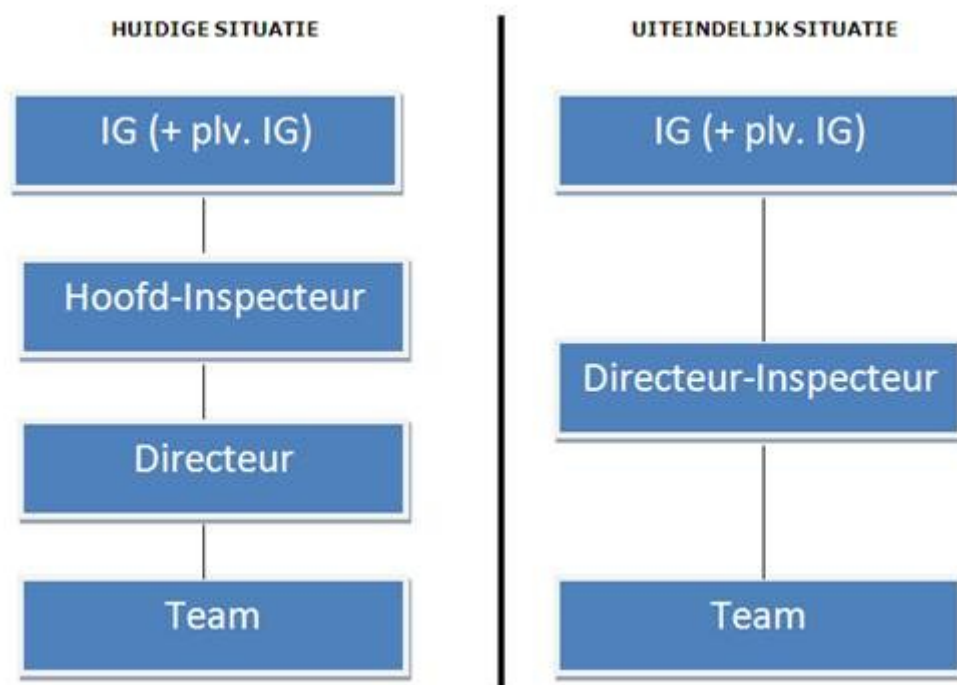 HUIDIGE SITUATIE
IG (+ plv. IG)
Hoofd-Inspecteur
Directeur
Team
UITEINDELIJK SITUATIE
IG (+ plv. IG)
Directeur-Inspecteur
Team